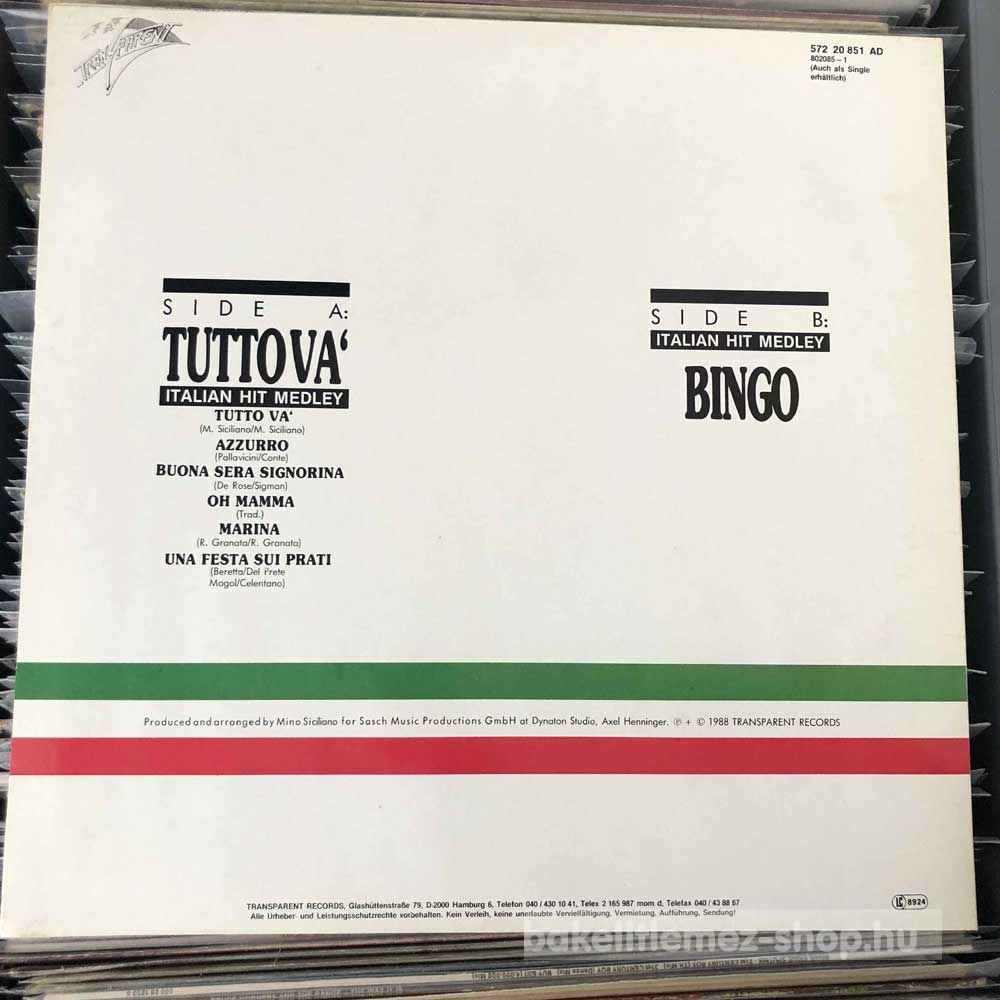 TRANSPARENT
572 20 851 AD
802085-1
(Auch als Single
erhältlich)
SIDE A:
TUTTO VA'
ITALIAN HIT MEDLEY
TUTTO VA'
(M. Siciliano/M. Siciliano)
AZZURRO
(Pallavicini/Conte)
BUONA SERA SIGNORINA
(De Rose/Sigman)
OH MAMMA
(Trad.)
MARINA
(R. Granata/R. Granata)
UNA FESTA SUI PRATI
(Beretta/Del Prete
Mogol/Celentano)
SIDE B:
ITALIAN HIT MEDLEY
BINGO
Produced and arranged by Mino Siciliano for Sasch Music Productions GmbH at Dynaton Studio, Axel Henninger. ℗ + © 1988 TRANSPARENT RECORDS
TRANSPARENT RECORDS, Glashüttenstraße 79, D-2000 Hamburg 6, Telefon 040 / 430 10 41, Telex 2 165 987 mom d, Telefax 040 / 43 88 67
Alle Urheber- und Leistungsschutzrechte vorbehalten. Kein Verleih, keine unerlaubte Vervielfältigung, Vermietung, Aufführung, Sendung!
LC 8924
bakelitlemez-shop.hu